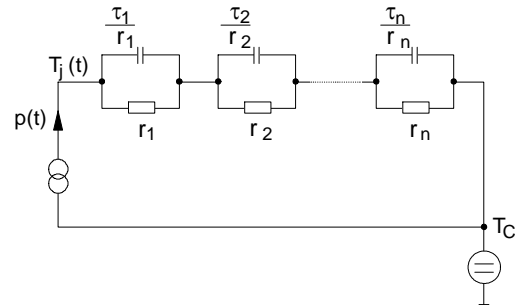 τ1 τ2 τn
r1 r2 rn
Tj(t)
p(t)
r1 r2 rn
TC